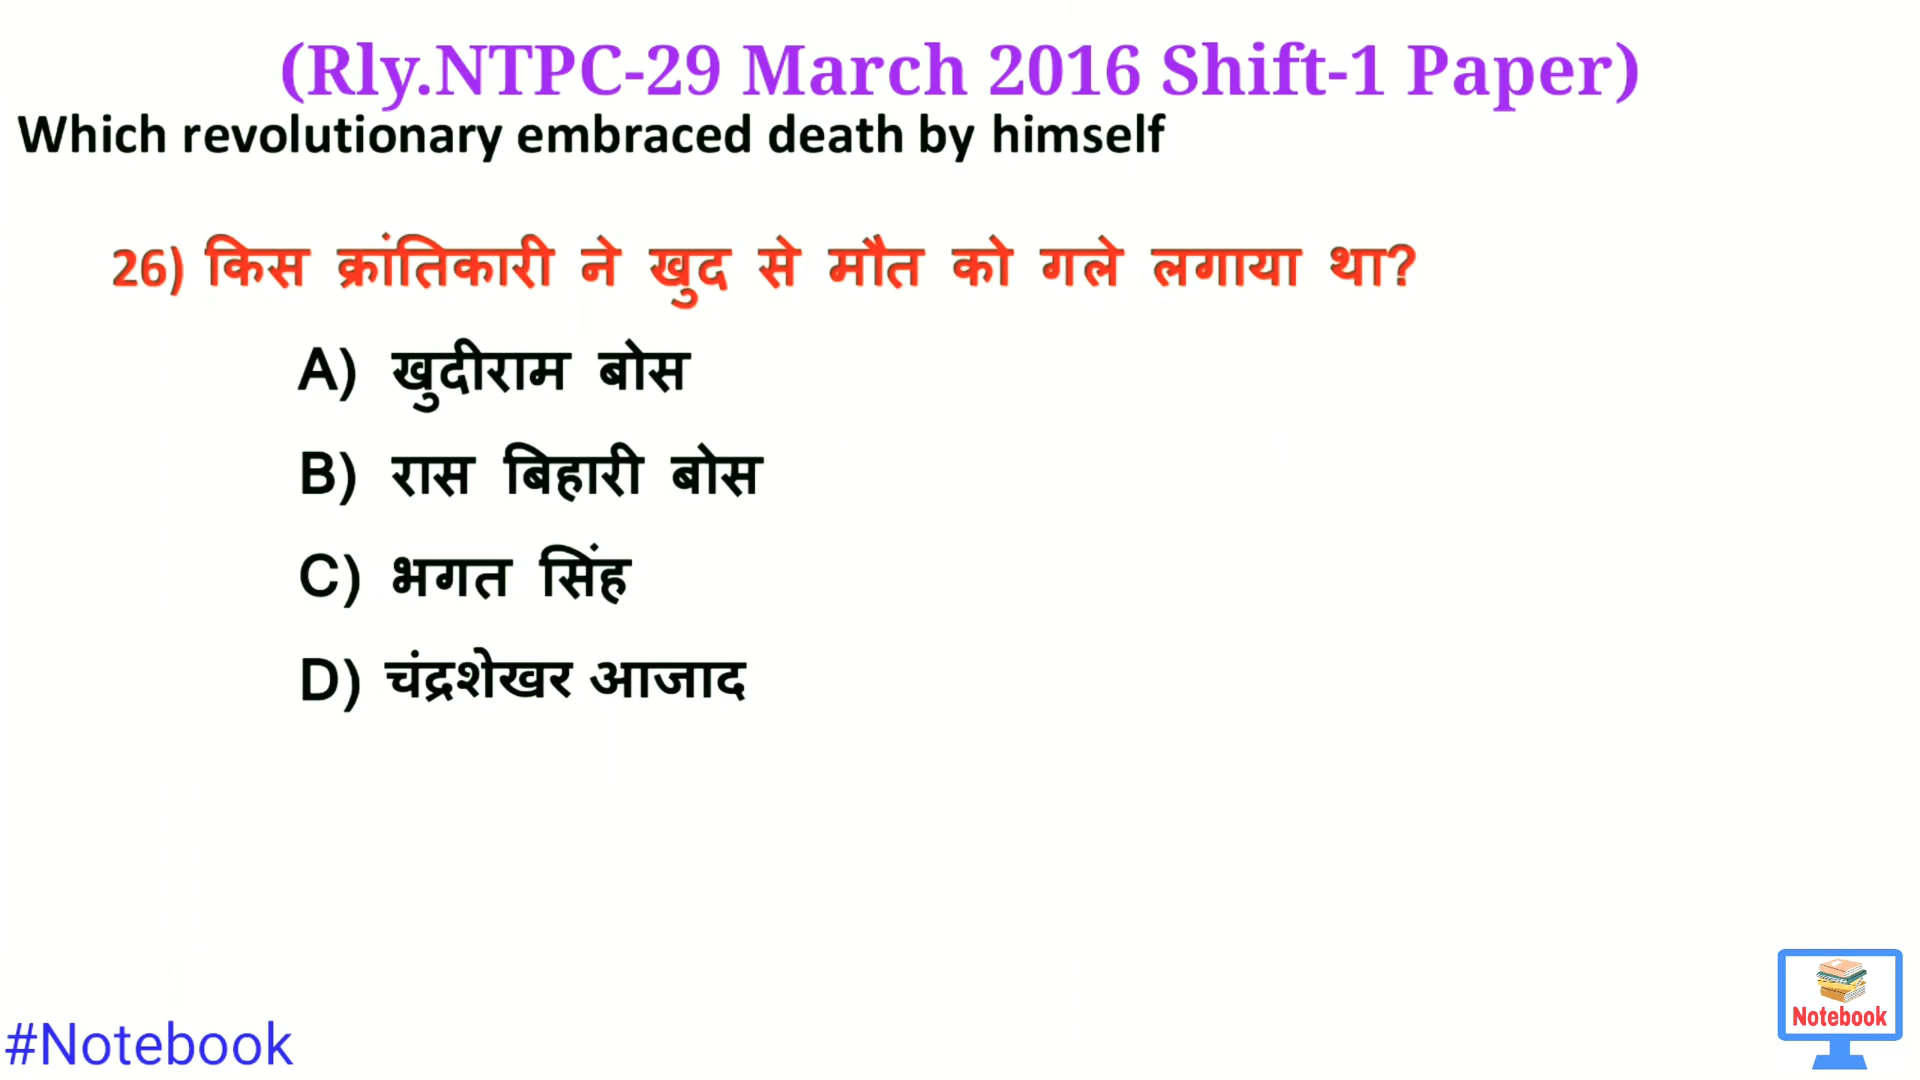 (Rly.NTPC-29 March 2016 Shift-1 Paper)
Which revolutionary embraced death by himself
26) किस क्रांतिकारी ने खुद से मौत को गले लगाया था?
A) खुदीराम बोस
B) रास बिहारी बोस
C) भगत सिंह
D) चंद्रशेखर आजाद
#Notebook
Notebook